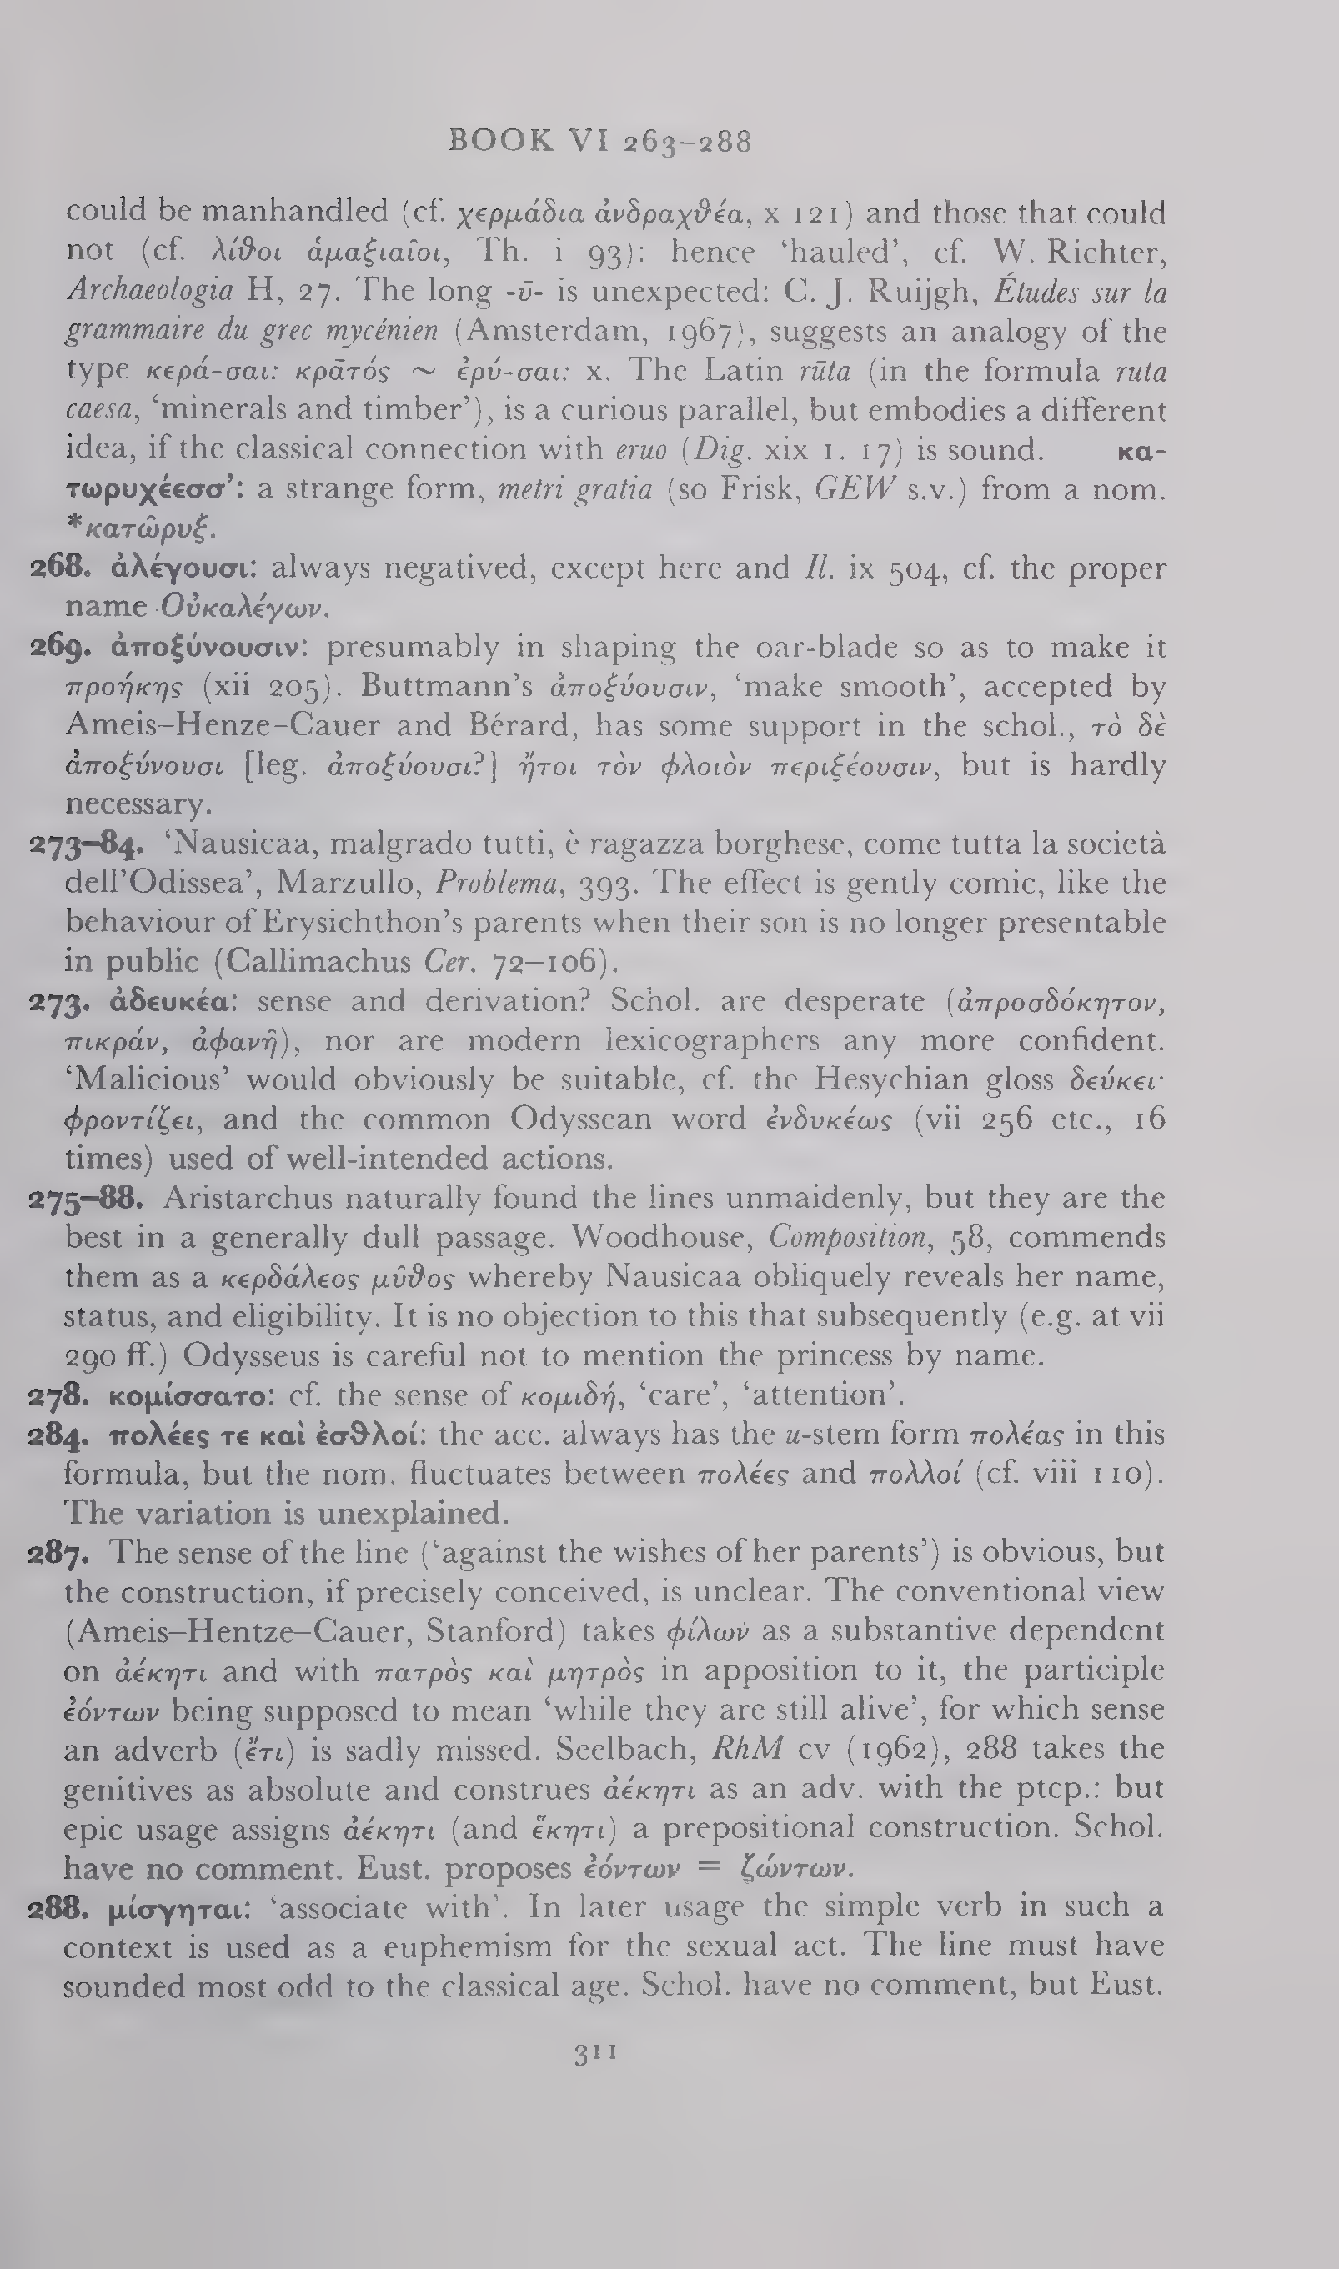 BOOK VI 263–288
could be manhandled (cf. χερμάδια ἀνδραχθέα, x 121) and those that could
not (cf. λίθοι ἁμαξιαῖοι, Th. i 93): hence ‘hauled’, cf. W. Richter,
Archaeologia H, 27. The long -ῡ- is unexpected: C. J. Ruijgh, Études sur la
grammaire du grec mycénien (Amsterdam, 1967), suggests an analogy of the
type κερά-σαι: κρᾱτός ~ ἐρύ-σαι: x. The Latin rūta (in the formula ruta
caesa, ‘minerals and timber’), is a curious parallel, but embodies a different
idea, if the classical connection with eruo (Dig. xix 1. 17) is sound. κα-
τωρυχέεσσ’: a strange form, metri gratia (so Frisk, GEW s.v.) from a nom.
*κατῶρυξ.
268. ἀλέγουσι: always negatived, except here and Il. ix 504, cf. the proper
name Οὐκαλέγων.
269. ἀποξύνουσιν: presumably in shaping the oar-blade so as to make it
προήκης (xii 205). Buttmann’s ἀποξύουσιν, ‘make smooth’, accepted by
Ameis–Henze–Cauer and Bérard, has some support in the schol., τὸ δὲ
ἀποξύνουσι [leg. ἀποξύουσι?] ἤτοι τὸν φλοιὸν περιξέουσιν, but is hardly
necessary.
273–84. ‘Nausicaa, malgrado tutti, è ragazza borghese, come tutta la società
dell’Odissea’, Marzullo, Problema, 393. The effect is gently comic, like the
behaviour of Erysichthon’s parents when their son is no longer presentable
in public (Callimachus Cer. 72–106).
273. ἀδευκέα: sense and derivation? Schol. are desperate (ἀπροσδόκητον,
πικράν, ἀφανῆ), nor are modern lexicographers any more confident.
‘Malicious’ would obviously be suitable, cf. the Hesychian gloss δεύκει·
φροντίζει, and the common Odyssean word ἐνδυκέως (vii 256 etc., 16
times) used of well-intended actions.
275–88. Aristarchus naturally found the lines unmaidenly, but they are the
best in a generally dull passage. Woodhouse, Composition, 58, commends
them as a κερδάλεος μῦθος whereby Nausicaa obliquely reveals her name,
status, and eligibility. It is no objection to this that subsequently (e.g. at vii
290 ff.) Odysseus is careful not to mention the princess by name.
278. κομίσσατο: cf. the sense of κομιδή, ‘care’, ‘attention’.
284. πολέες τε καὶ ἐσθλοί: the acc. always has the u-stem form πολέας in this
formula, but the nom. fluctuates between πολέες and πολλοί (cf. viii 110).
The variation is unexplained.
287. The sense of the line (‘against the wishes of her parents’) is obvious, but
the construction, if precisely conceived, is unclear. The conventional view
(Ameis–Hentze–Cauer, Stanford) takes φίλων as a substantive dependent
on ἀέκητι and with πατρὸς καὶ μητρὸς in apposition to it, the participle
ἐόντων being supposed to mean ‘while they are still alive’, for which sense
an adverb (ἔτι) is sadly missed. Seelbach, RhM cv (1962), 288 takes the
genitives as absolute and construes ἀέκητι as an adv. with the ptcp.: but
epic usage assigns ἀέκητι (and ἕκητι) a prepositional construction. Schol.
have no comment. Eust. proposes ἐόντων = ζώντων.
288. μίσγηται: ‘associate with’. In later usage the simple verb in such a
context is used as a euphemism for the sexual act. The line must have
sounded most odd to the classical age. Schol. have no comment, but Eust.
311